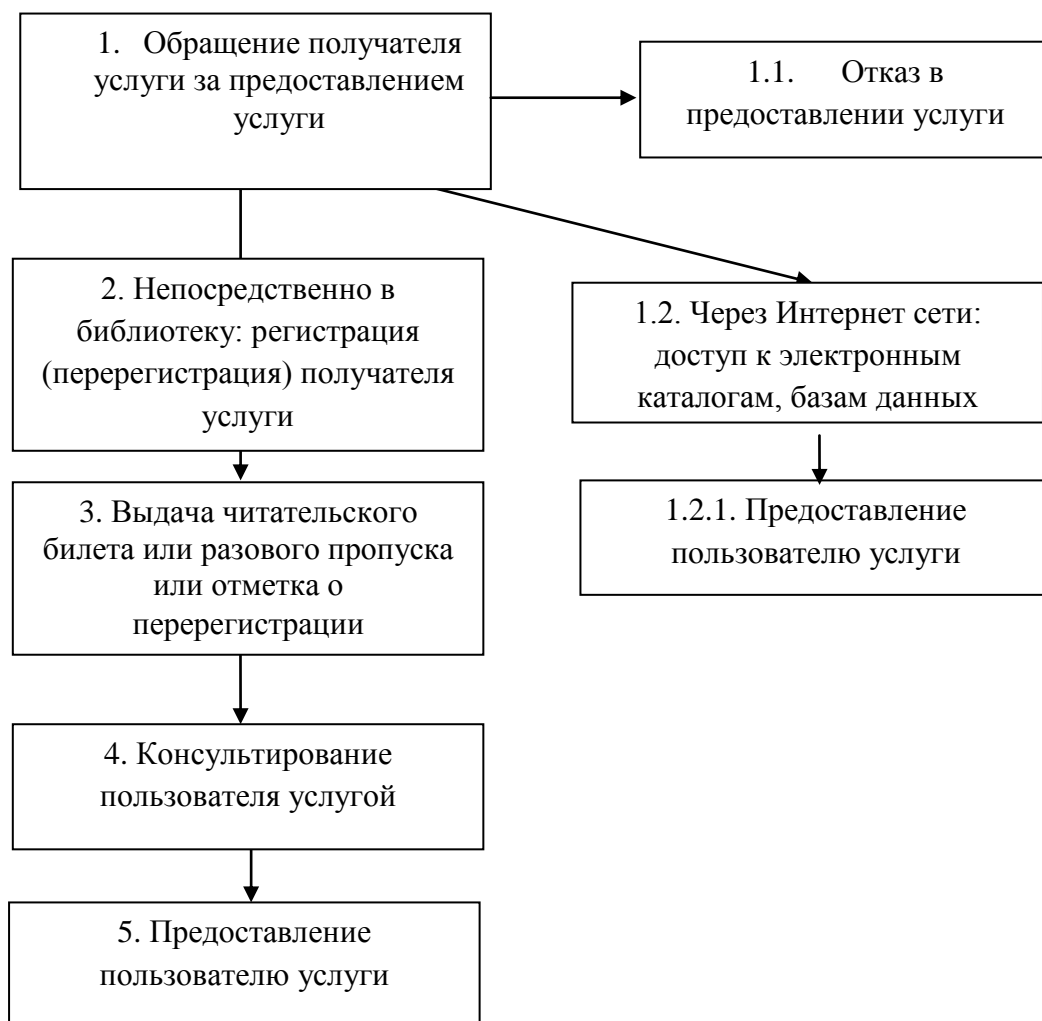 1. Обращение получателя
услуги за предоставлением
услуги
1.1. Отказ в
предоставлении услуги
2. Непосредственно в
библиотеку: регистрация
(перерегистрация) получателя
услуги
1.2. Через Интернет сети:
доступ к электронным
каталогам, базам данных
3. Выдача читательского
билета или разового пропуска
или отметка о
перерегистрации
1.2.1. Предоставление
пользователю услуги
4. Консультирование
пользователя услугой
5. Предоставление
пользователю услуги